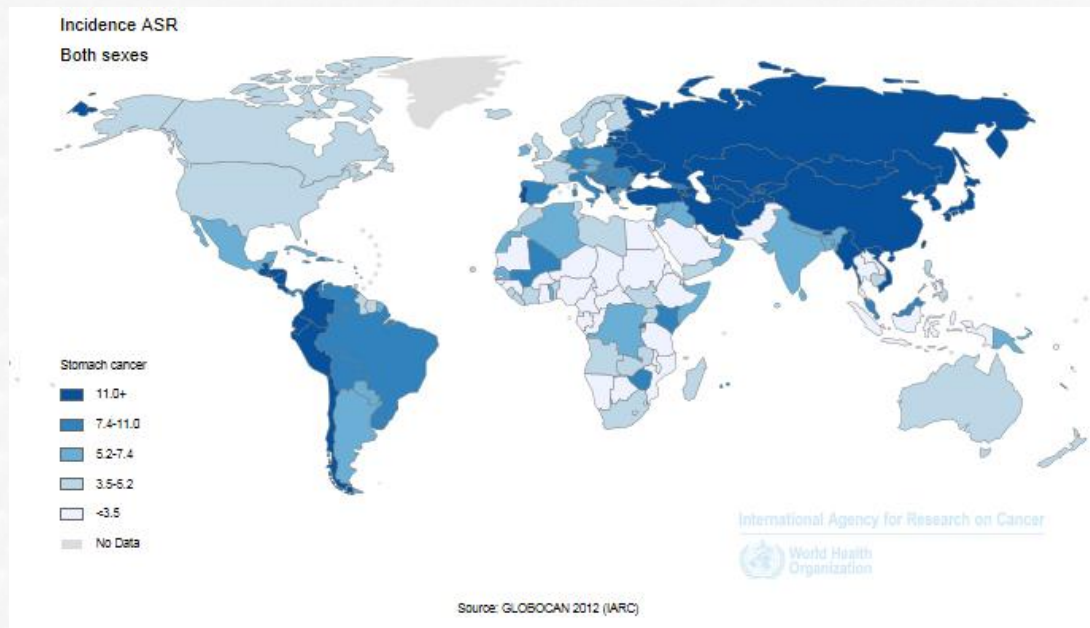 Incidence ASR
Both sexes
Stomach cancer
11.0+
7.4-11.0
5.2-7.4
3.5-5.2
<3.5
No Data
International Agency for Research on Cancer
World Health
Organization
Source: GLOBOCAN 2012 (IARC)